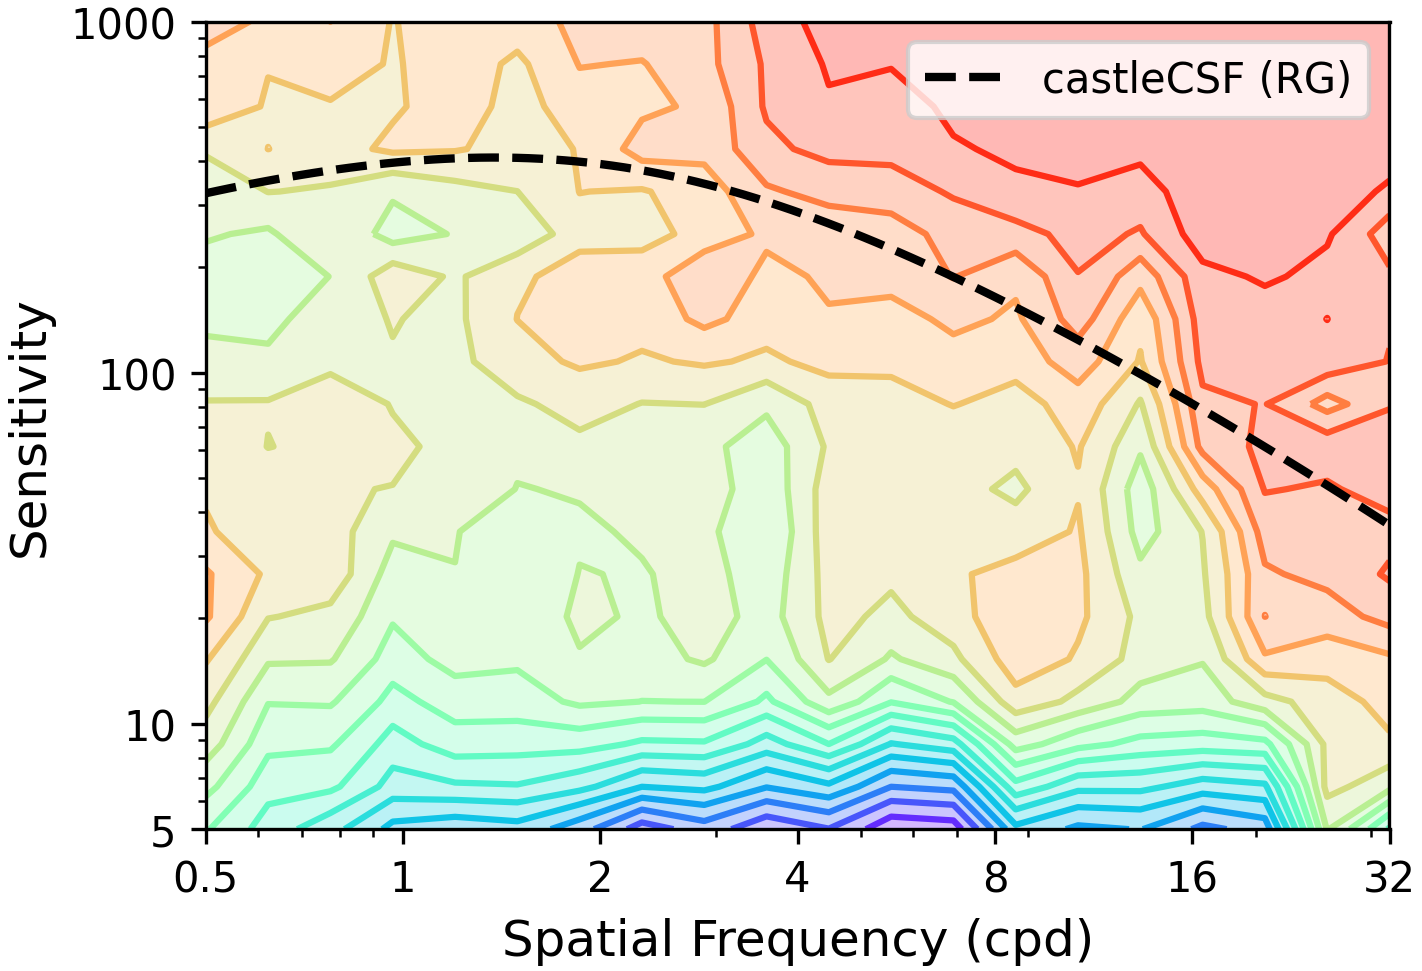 1000
castleCSF (RG)
Sensitivity
100
10
5
0.5 1 2 4 8 16 32
Spatial Frequency (cpd)